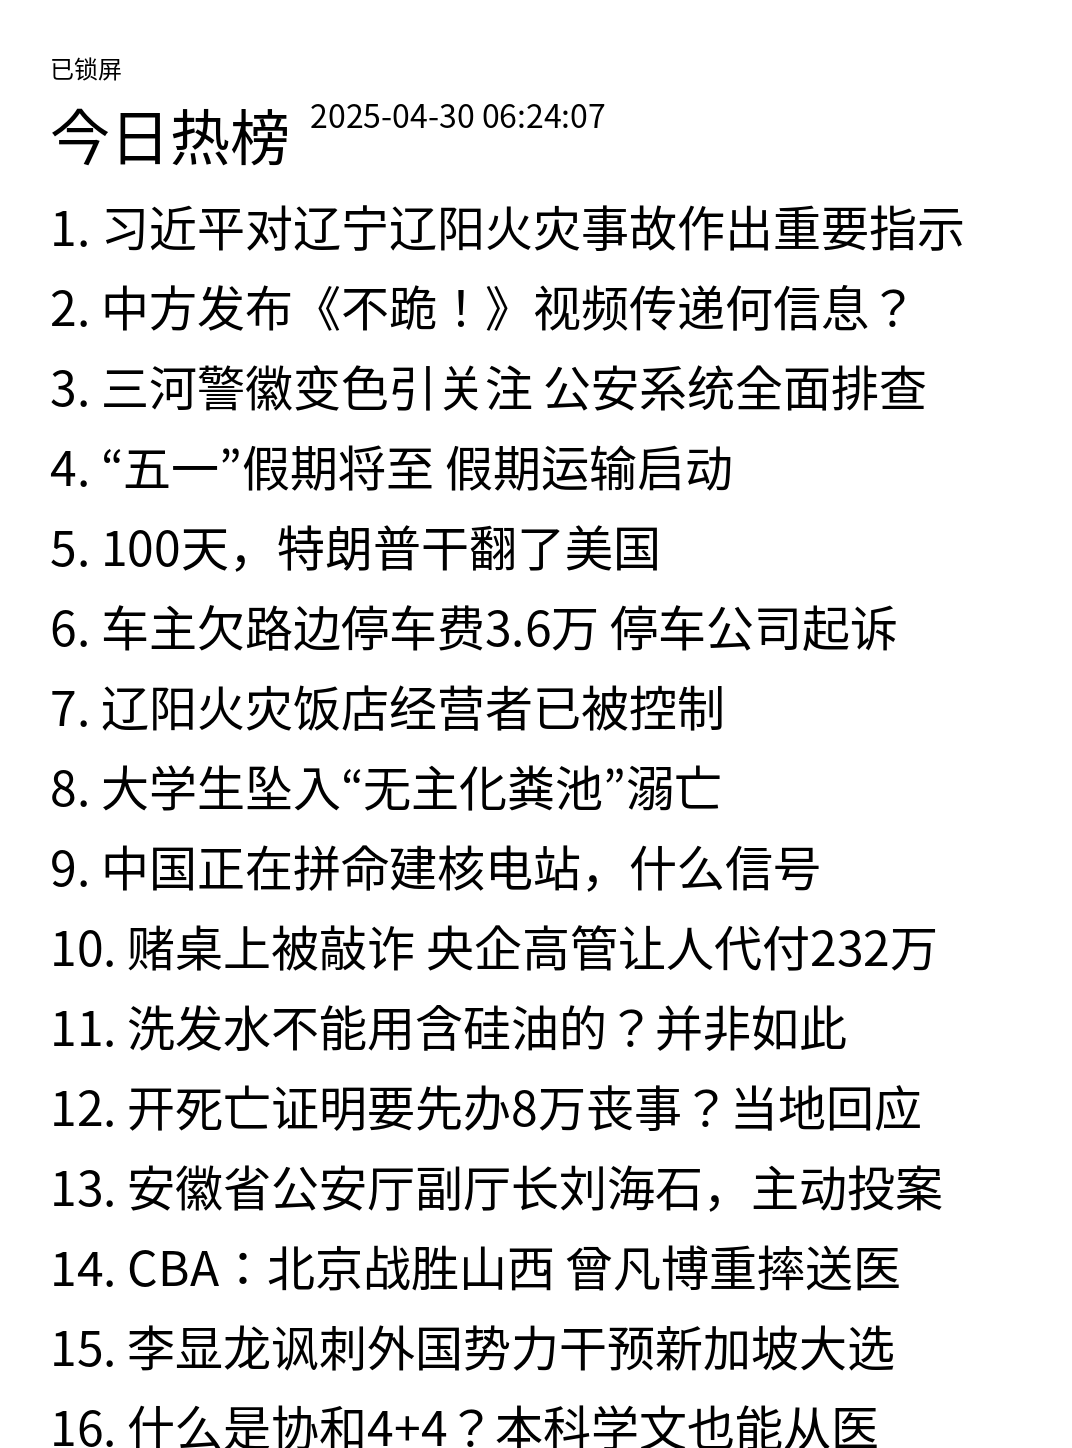 已锁屏
今日热榜 2025-04-30 06:24:07
1. 习近平对辽宁辽阳火灾事故作出重要指示
2. 中方发布《不跪！》视频传递何信息？
3. 三河警徽变色引关注 公安系统全面排查
4. “五一”假期将至 假期运输启动
5. 100天，特朗普干翻了美国
6. 车主欠路边停车费3.6万 停车公司起诉
7. 辽阳火灾饭店经营者已被控制
8. 大学生坠入“无主化粪池”溺亡
9. 中国正在拼命建核电站，什么信号
10. 赌桌上被敲诈 央企高管让人代付232万
11. 洗发水不能用含硅油的？并非如此
12. 开死亡证明要先办8万丧事？当地回应
13. 安徽省公安厅副厅长刘海石，主动投案
14. CBA：北京战胜山西 曾凡博重摔送医
15. 李显龙讽刺外国势力干预新加坡大选
16. 什么是协和4+4？本科学文也能从医